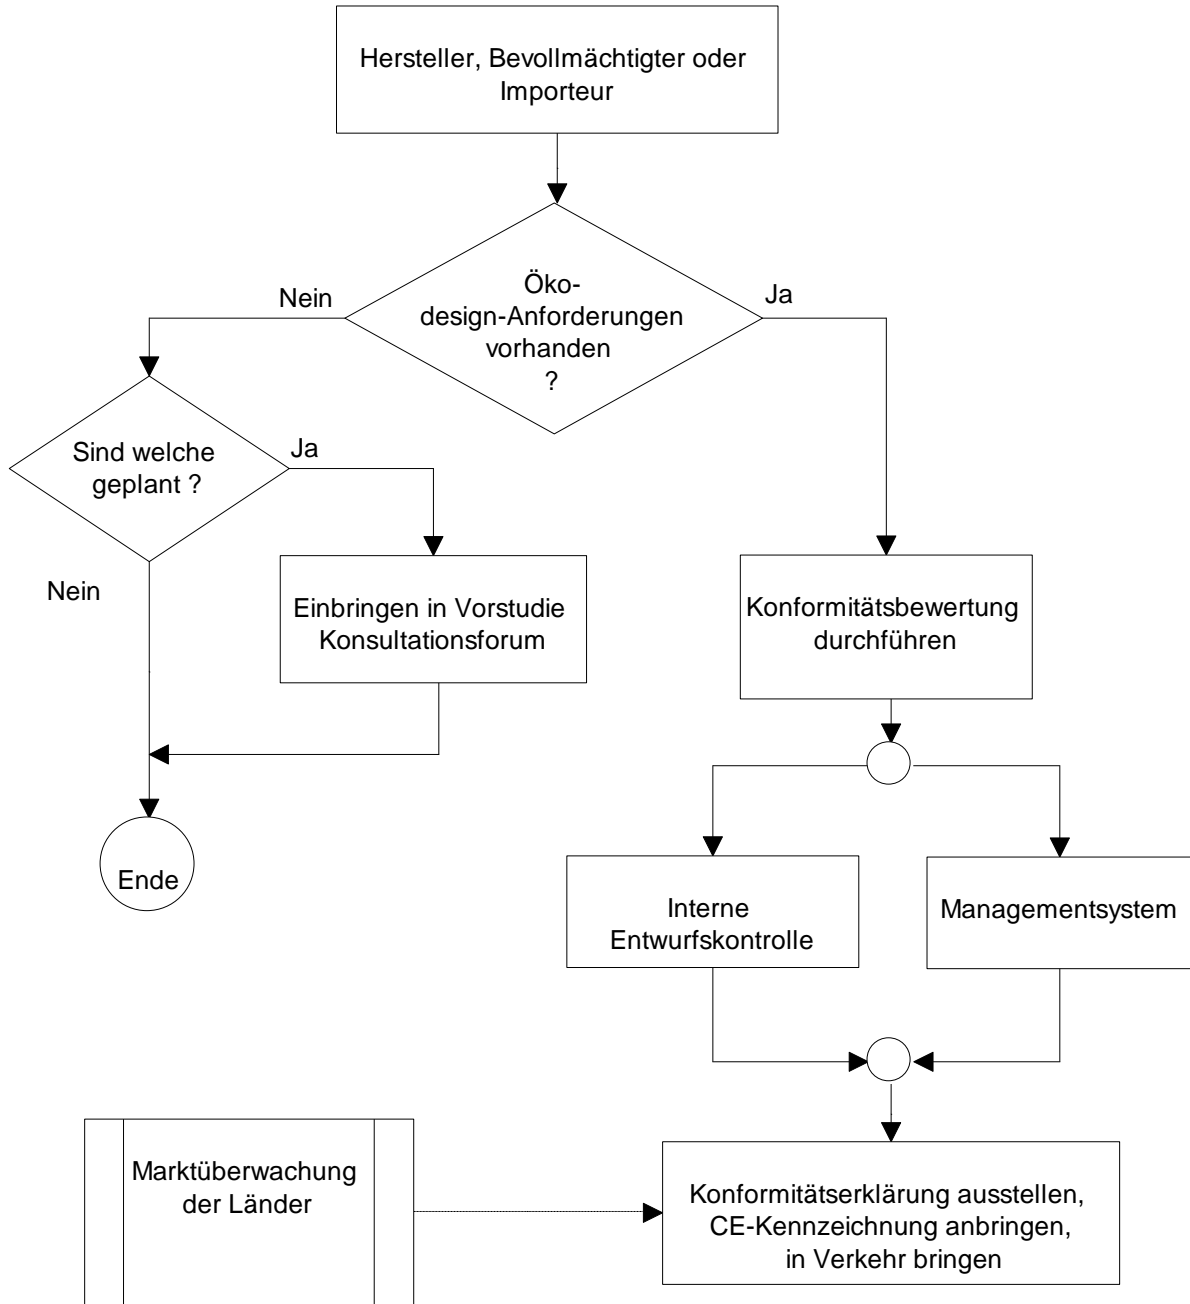 Hersteller, Bevollmächtigter oder
Importeur
Öko-
design-Anforderungen
vorhanden
?
Nein
Ja
Sind welche
geplant ?
Ja
Nein
Einbringen in Vorstudie
Konsultationsforum
Konformitätsbewertung
durchführen
Ende
Interne
Entwurfskontrolle
Managementsystem
Marktüberwachung
der Länder
Konformitätserklärung ausstellen,
CE-Kennzeichnung anbringen,
in Verkehr bringen